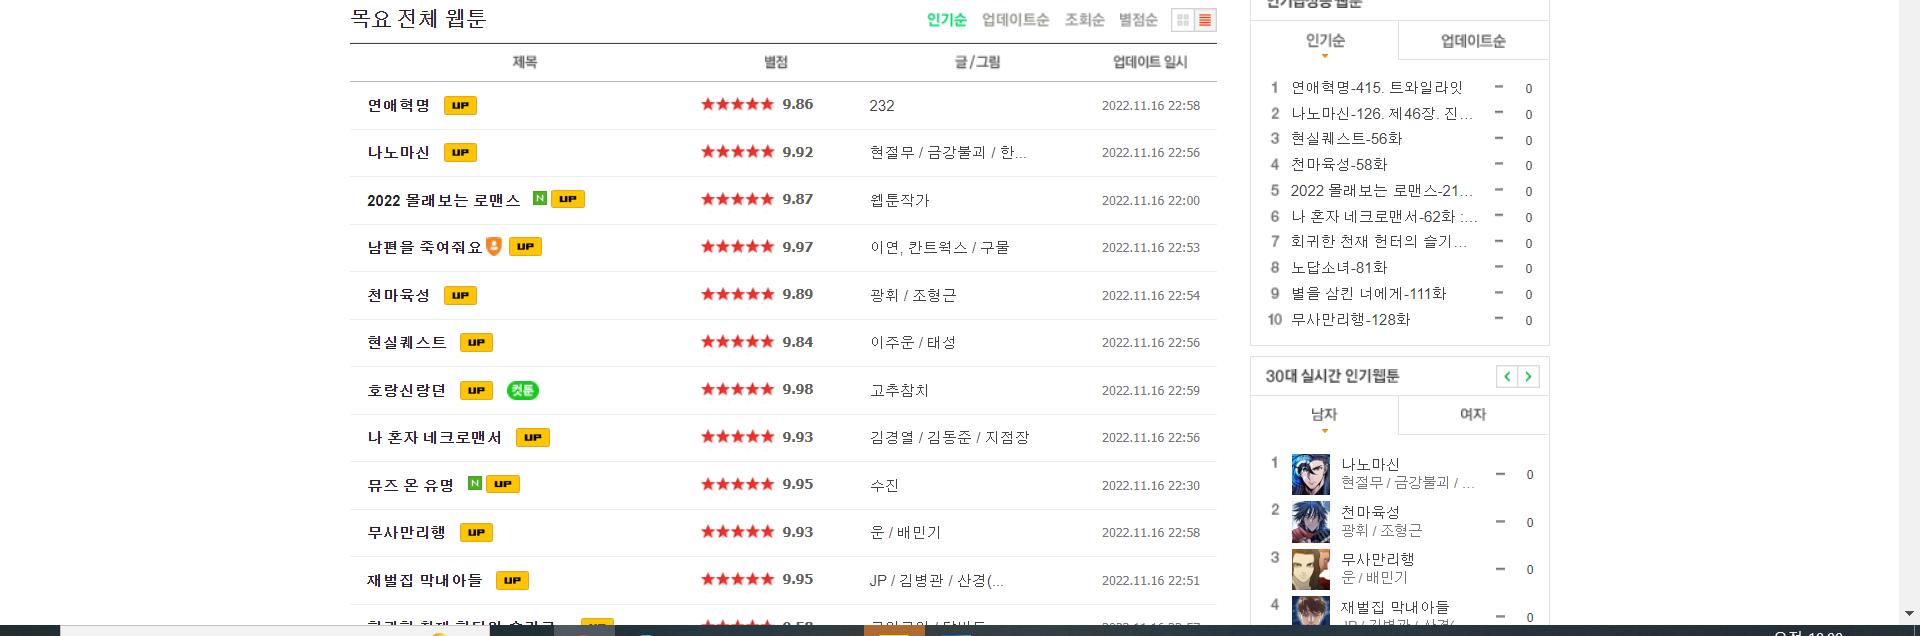 목요 전체 웹툰
인기순 업데이트순 조회순 별점순
제목 별점 글 / 그림 업데이트 일시
연애혁명 UP 9.86 232 2022.11.16 22:58
나노마신 UP 9.92 현절무 / 금강불괴 / 한... 2022.11.16 22:56
2022 몰래보는 로맨스 N UP 9.87 웹툰작가 2022.11.16 22:00
남편을 죽여줘요 UP 9.97 이연, 칸트웍스 / 구물 2022.11.16 22:53
천마육성 UP 9.89 광휘 / 조형근 2022.11.16 22:54
현실퀘스트 UP 9.84 이주운 / 태성 2022.11.16 22:56
호랑신랑뎐 UP 컷툰 9.98 고추참치 2022.11.16 22:59
나 혼자 네크로맨서 UP 9.93 김경열 / 김동준 / 지점장 2022.11.16 22:56
뮤즈 온 유명 N UP 9.95 수진 2022.11.16 22:30
무사만리행 UP 9.93 운 / 배민기 2022.11.16 22:58
재벌집 막내아들 UP 9.95 JP / 김병관 / 산경(... 2022.11.16 22:51
인기급상승 웹툰
인기순 업데이트순
1 연애혁명-415. 트와일라잇 0
2 나노마신-126. 제46장. 진... 0
3 현실퀘스트-56화 0
4 천마육성-58화 0
5 2022 몰래보는 로맨스-21... 0
6 나 혼자 네크로맨서-62화 :... 0
7 회귀한 천재 헌터의 슬기... 0
8 노답소녀-81화 0
9 별을 삼킨 너에게-111화 0
10 무사만리행-128화 0
30대 실시간 인기웹툰
남자 여자
1 나노마신 0
현절무 / 금강불괴 / ...
2 천마육성 0
광휘 / 조형근
3 무사만리행 0
운 / 배민기
4 재벌집 막내아들 0